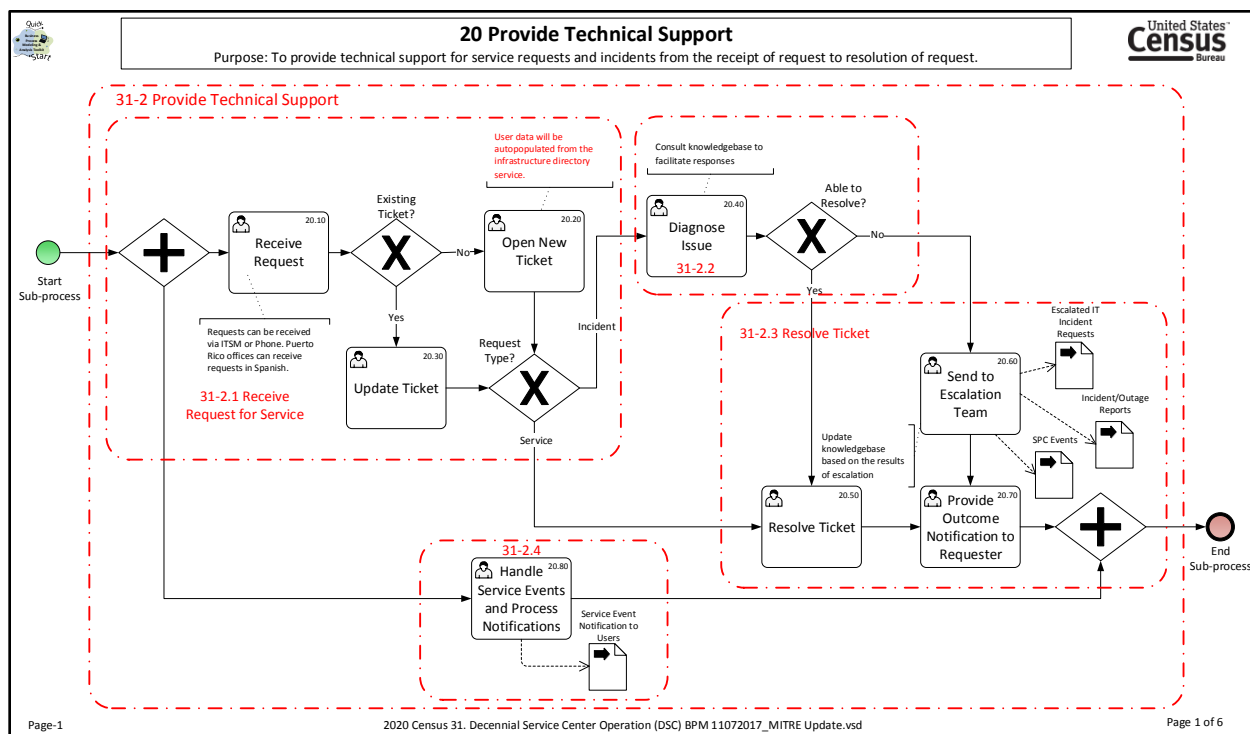 Quick
Business
Process
Modeling &
Analysis Toolkit
Start
20 Provide Technical Support
Purpose: To provide technical support for service requests and incidents from the receipt of request to resolution of request.
United States™
Census
Bureau
31-2 Provide Technical Support
User data will be
autopopulated from the
infrastructure directory
service.
Consult knowledgebase to
facilitate responses
Start
Sub-process
20.10
Receive
Request
Existing
Ticket?
No
Yes
20.20
Open New
Ticket
Requests can be received
via ITSM or Phone. Puerto
Rico offices can receive
requests in Spanish.
31-2.1 Receive
Request for Service
20.30
Update Ticket
Request
Type?
Incident
Service
20.40
Diagnose
Issue
31-2.2
Able to
Resolve?
No
Yes
31-2.3 Resolve Ticket
Escalated IT
Incident
Requests
20.60
Send to
Escalation
Team
Incident/Outage
Reports
SPC Events
Update
knowledgebase
based on the results
of escalation
20.50
Resolve Ticket
20.70
Provide
Outcome
Notification to
Requester
End
Sub-process
31-2.4
20.80
Handle
Service Events
and Process
Notifications
Service Event
Notification to
Users
Page-1
2020 Census 31. Decennial Service Center Operation (DSC) BPM 11072017_MITRE Update.vsd
Page 1 of 6